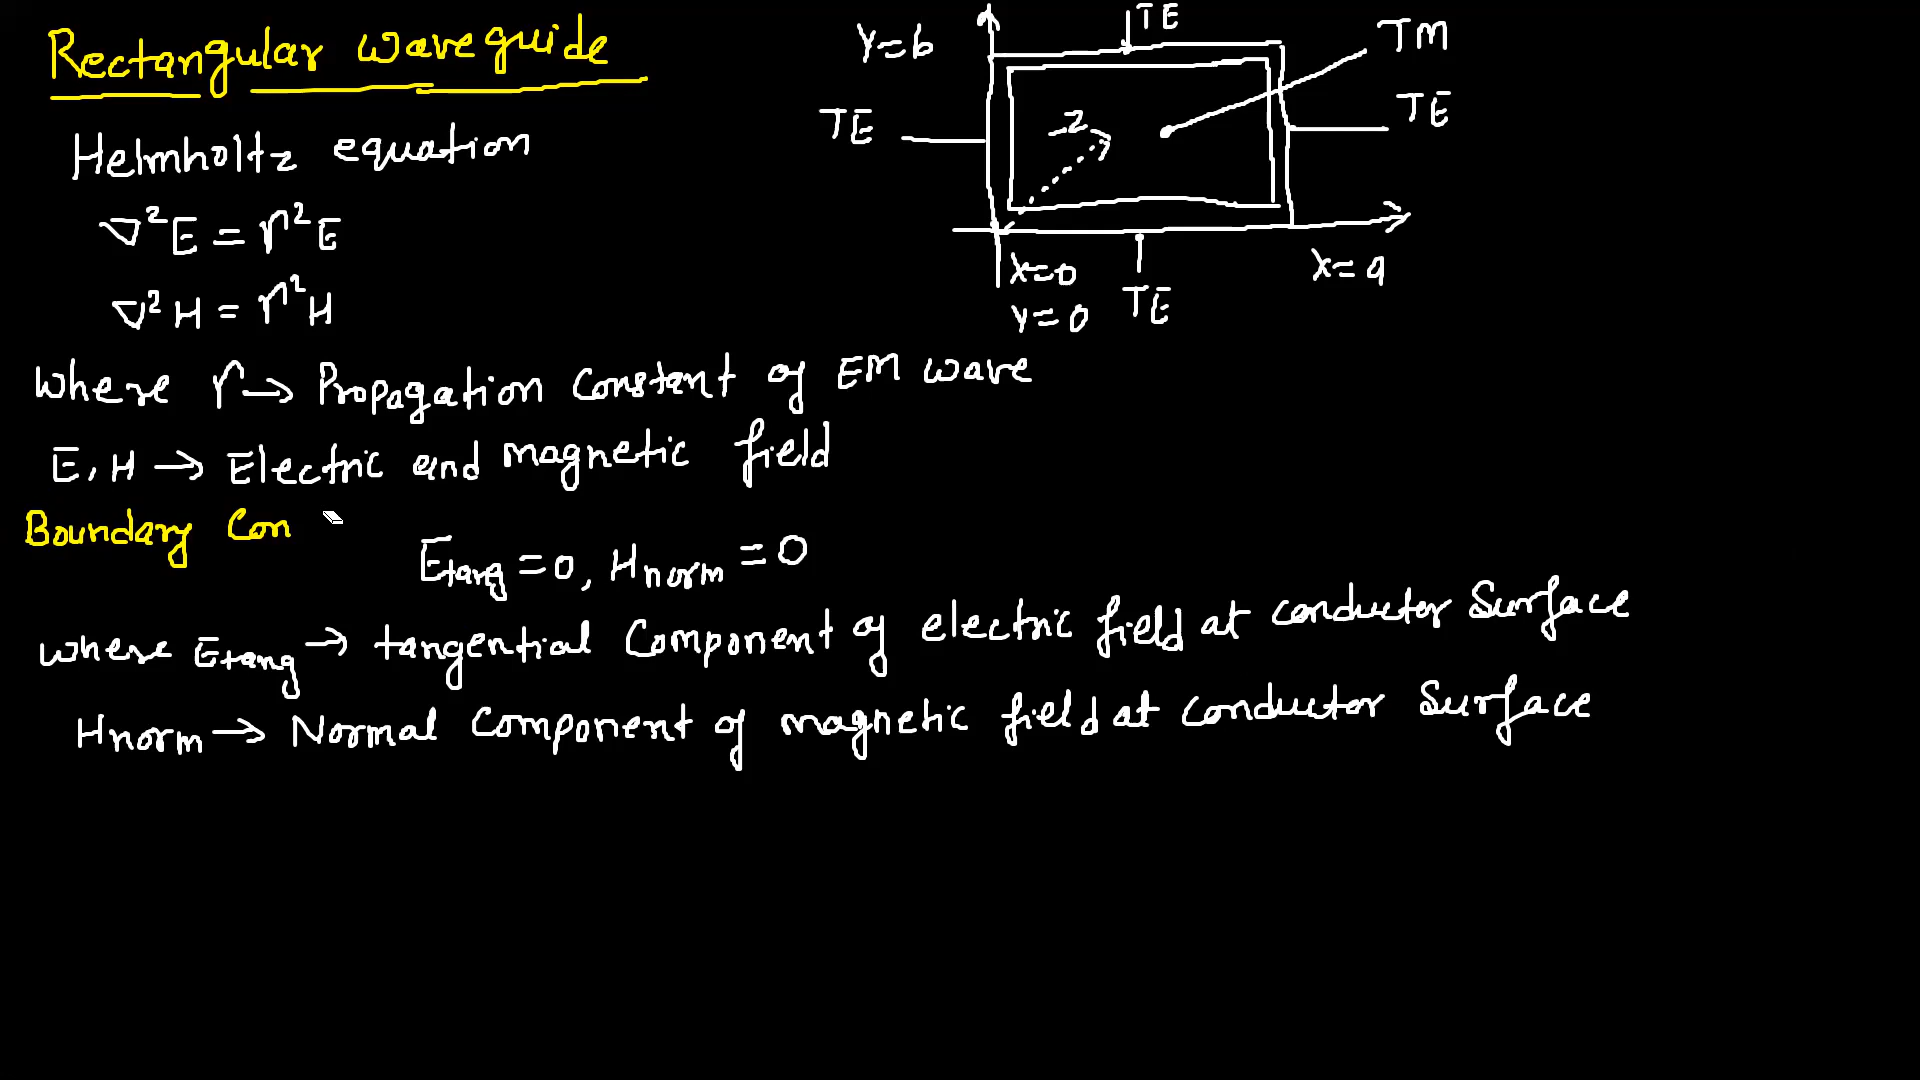 Rectangular Waveguide
Helmholtz equation
∇²E = r²E
∇²H = r²H
Where r → Propagation Constant of EM wave
E, H → Electric and magnetic field
Boundary Con
Etang = 0, Hnorm = 0
where Etang → tangential Component of electric field at conductor Surface
Hnorm → Normal Component of magnetic field at conductor Surface
Y=b
TE
TM
TE
-z
TE
X=0
Y=0
TE
X=a